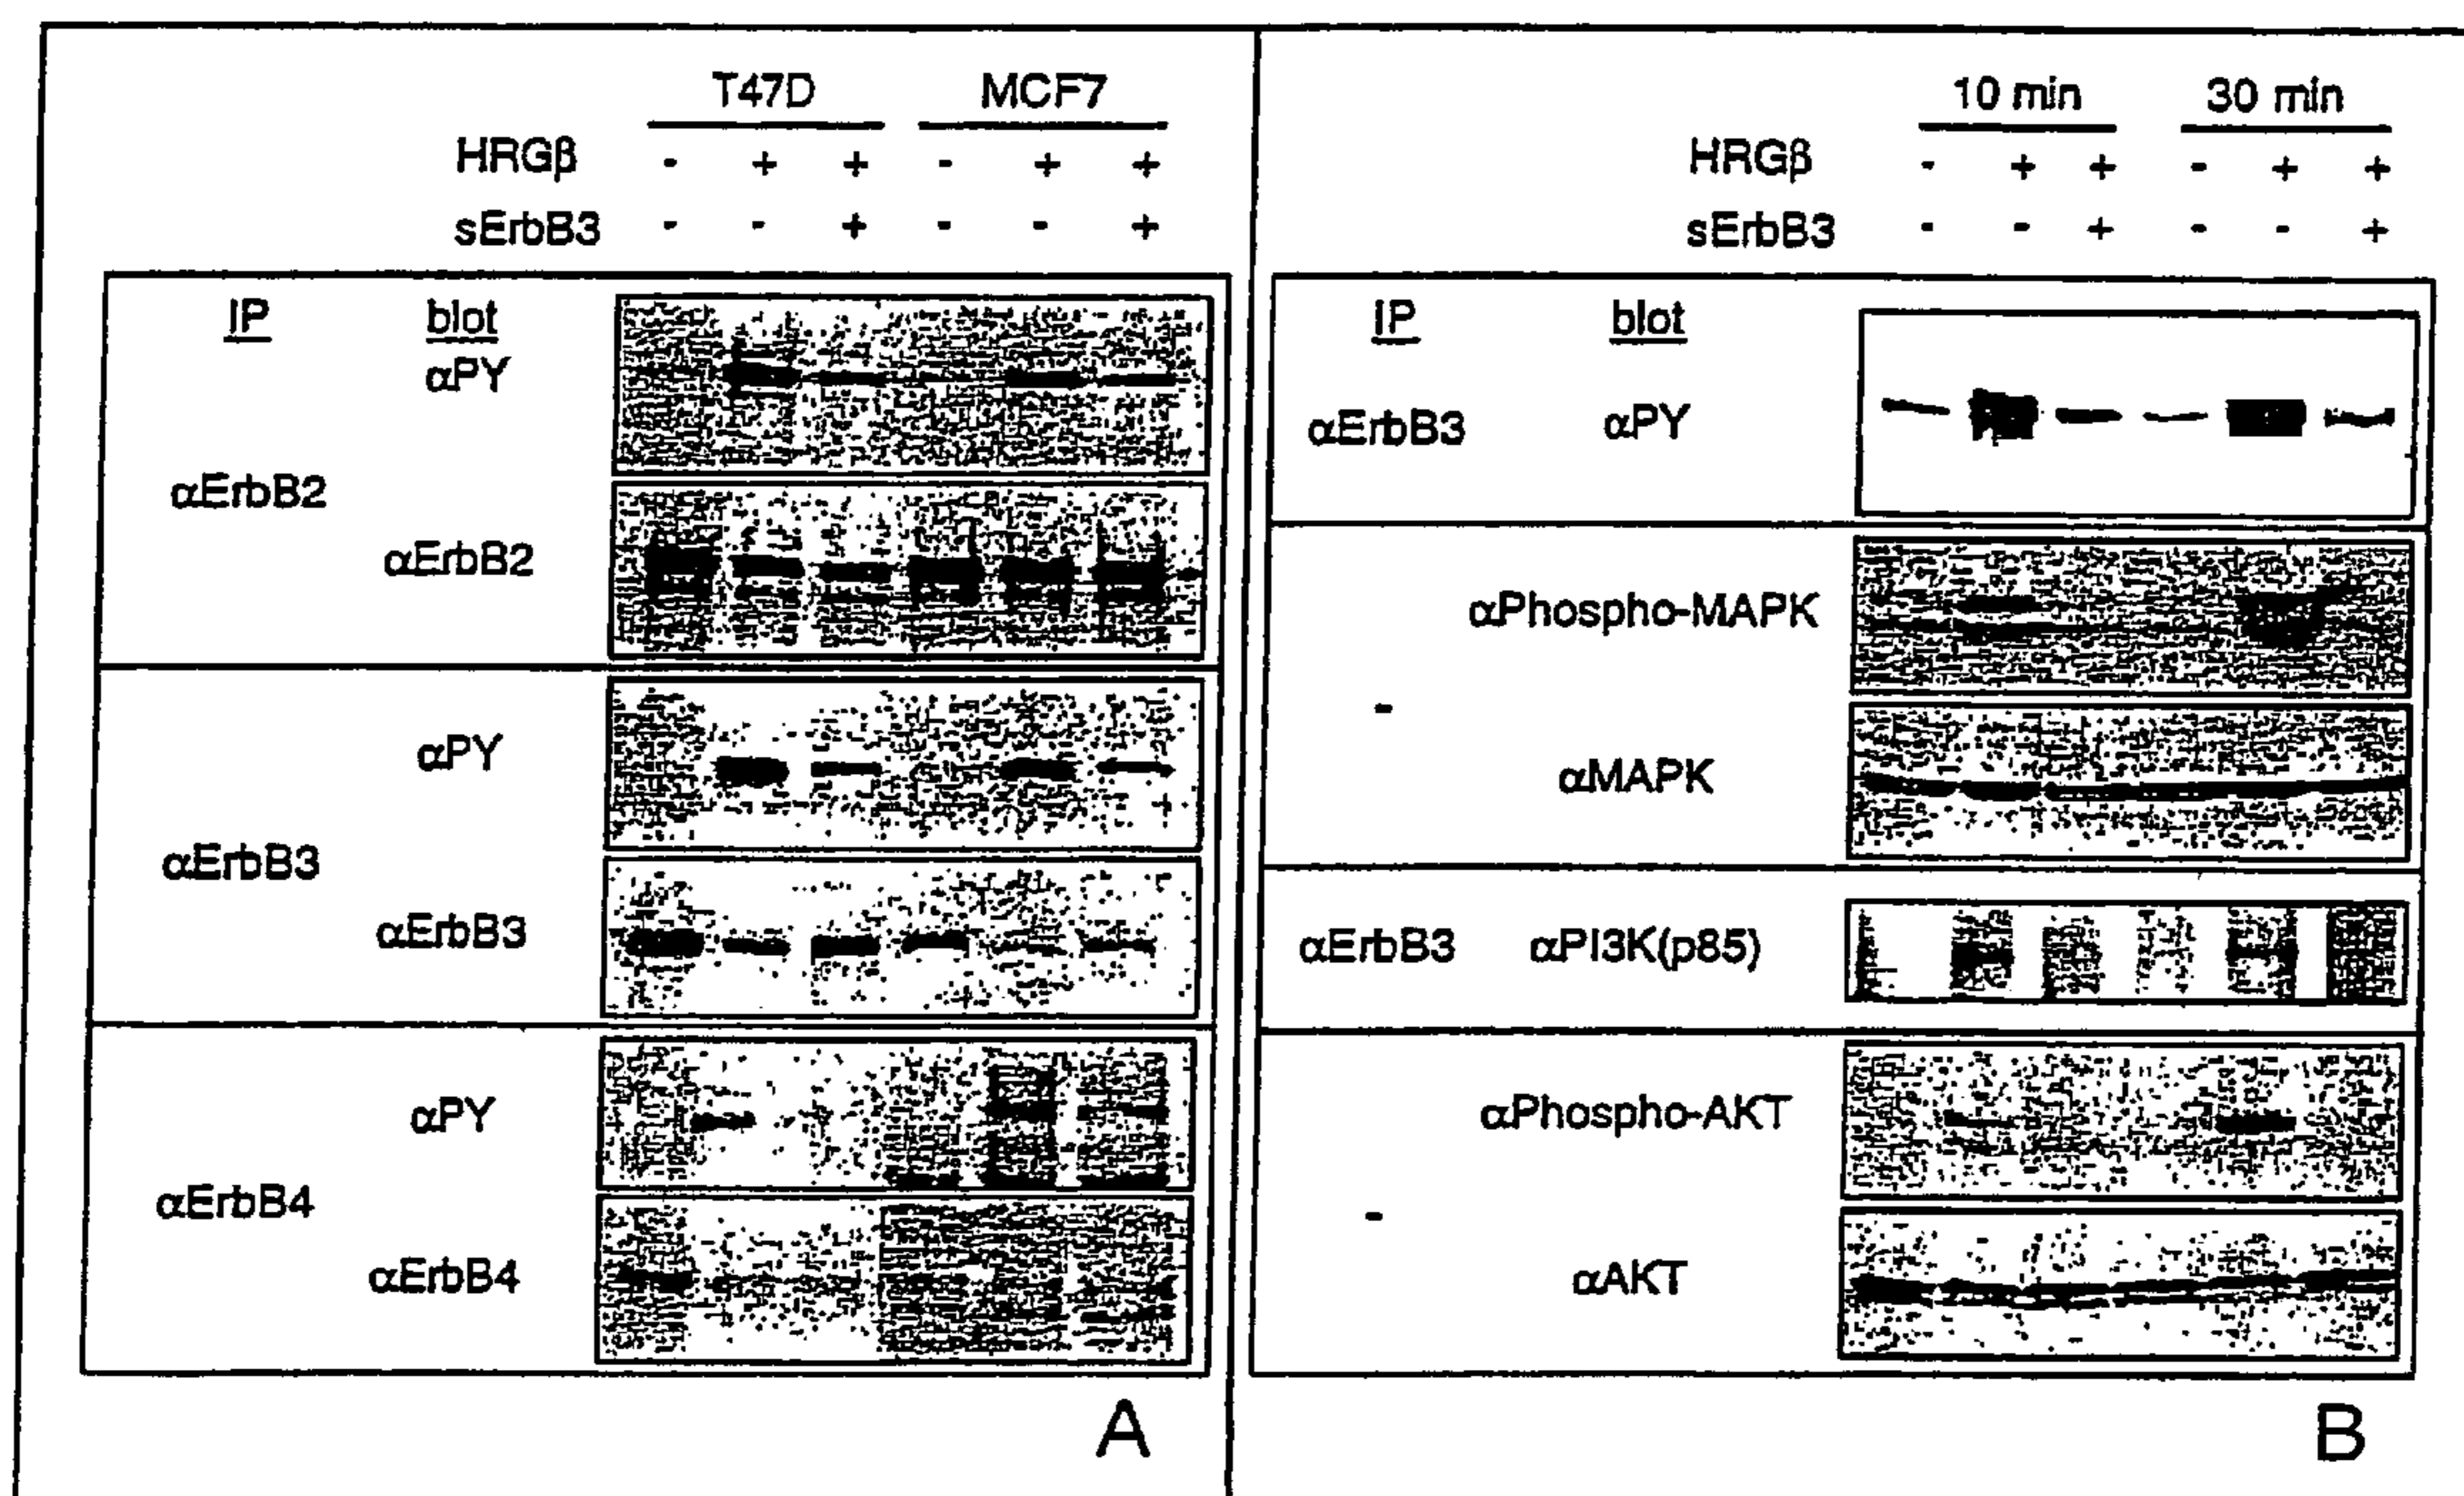 T47D MCF7
HRGβ - + + - + +
sErbB3 - - + - - +
IP blot
αPY
αErbB2
αErbB2
αPY
αErbB3
αErbB3
αPY
αErbB4
αErbB4
A
10 min 30 min
HRGβ - + + - + +
sErbB3 - - + - - +
IP blot
αErbB3 αPY
αPhospho-MAPK
-
αMAPK
αErbB3 αPI3K(p85)
αPhospho-AKT
-
αAKT
B